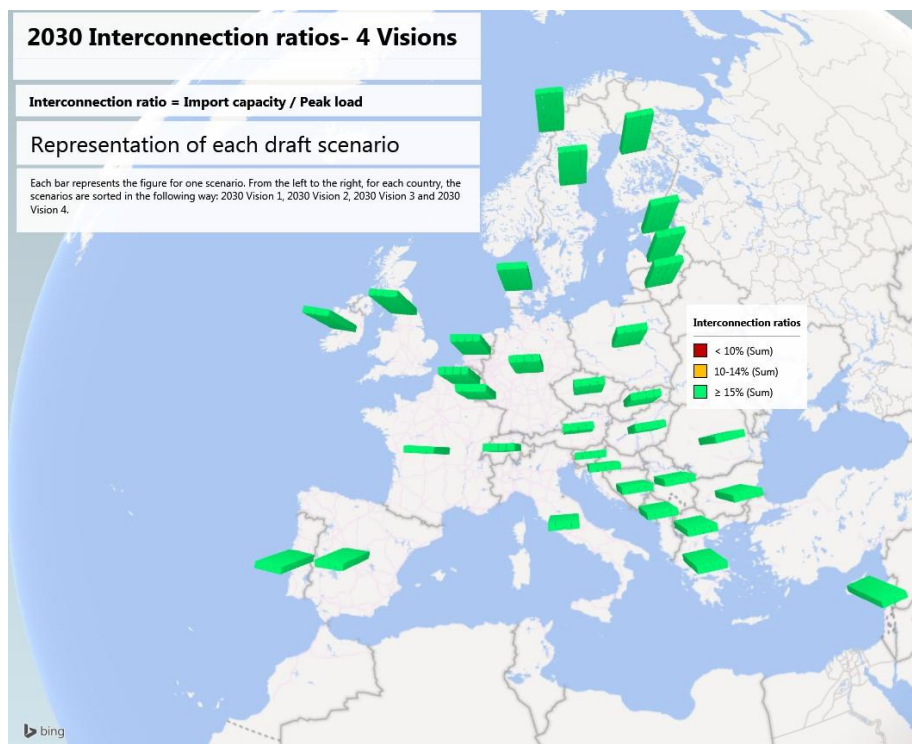 2030 Interconnection ratios- 4 Visions
Interconnection ratio = Import capacity / Peak load
Representation of each draft scenario
Each bar represents the figure for one scenario. From the left to the right, for each country, the
scenarios are sorted in the following way: 2030 Vision 1, 2030 Vision 2, 2030 Vision 3 and 2030
Vision 4.
Interconnection ratios
< 10% (Sum)
10-14% (Sum)
≥ 15% (Sum)
bing